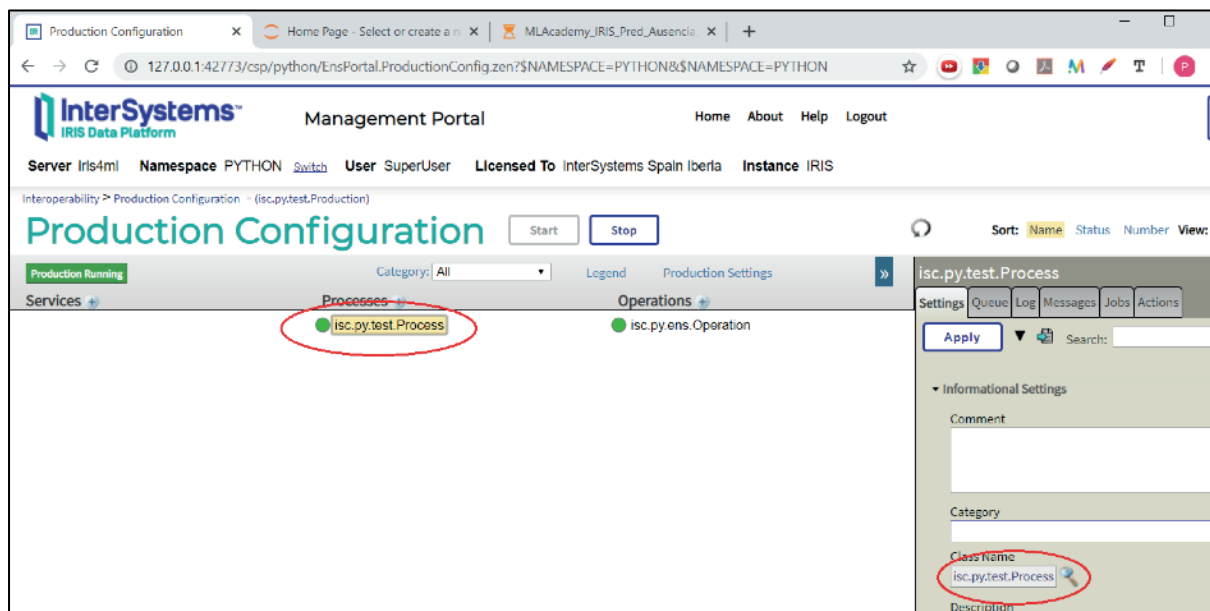 Production Configuration
Home Page - Select or create a n
MLAcademy_IRIS_Pred_Ausencia
127.0.0.1:42773/csp/python/EnsPortal.ProductionConfig.zen?$NAMESPACE=PYTHON&$NAMESPACE=PYTHON
P
InterSystems™
IRIS Data Platform
Management Portal
Home About Help Logout
Server Iris4ml Namespace PYTHON Switch User SuperUser Licensed To InterSystems Spain Iberia Instance IRIS
Interoperability > Production Configuration - (isc.py.test.Production)
Production Configuration
Start
Stop
Sort: Name Status Number View:
Production Running
Category: All
Legend
Production Settings
»
isc.py.test.Process
Services
Processes
Operations
Settings Queue Log Messages Jobs Actions
isc.py.test.Process
isc.py.ens.Operation
Apply
Search:
Informational Settings
Comment
Category
Class Name
isc.py.test.Process
Description